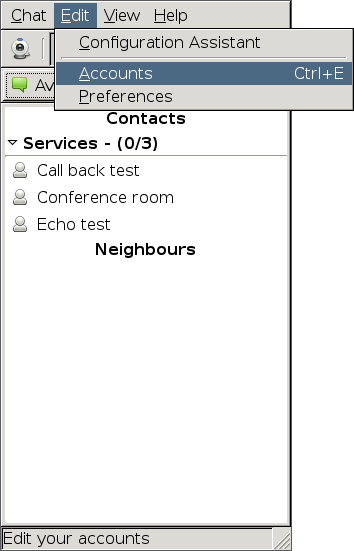 Chat Edit View Help
Configuration Assistant
Accounts Ctrl+E
Av
Preferences
Contacts
Services - (0/3)
Call back test
Conference room
Echo test
Neighbours
Edit your accounts